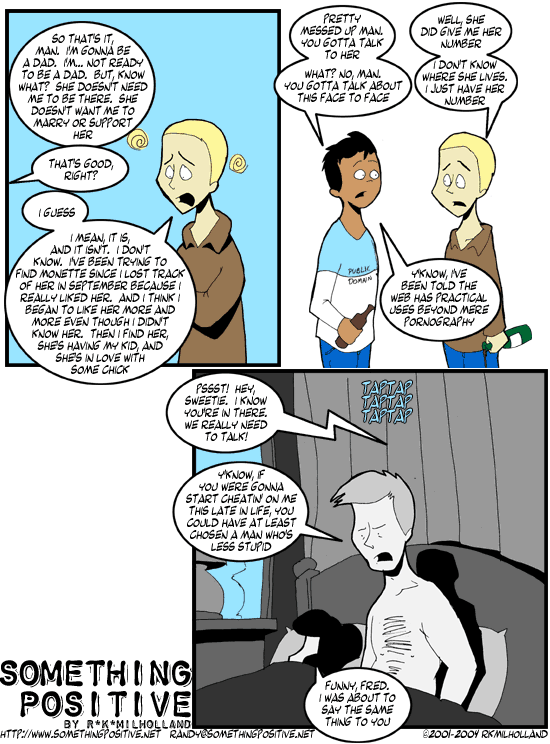 SO THAT'S IT,
MAN. I'M GONNA BE
A DAD. I'M... NOT READY
TO BE A DAD. BUT, KNOW
WHAT? SHE DOESN'T NEED
ME TO BE THERE. SHE
DOESN'T WANT ME TO
MARRY OR SUPPORT
HER
THAT'S GOOD,
RIGHT?
I GUESS
I MEAN, IT IS,
AND IT ISN'T. I DON'T
KNOW. I'VE BEEN TRYING TO
FIND MONETTE SINCE I LOST TRACK
OF HER IN SEPTEMBER BECAUSE I
REALLY LIKED HER. AND I THINK I
BEGAN TO LIKE HER MORE AND
MORE EVEN THOUGH I DIDN'T
KNOW HER. THEN I FIND HER,
SHE'S HAVING MY KID, AND
SHE'S IN LOVE WITH
SOME CHICK
PRETTY
MESSED UP MAN.
YOU GOTTA TALK
TO HER
WELL, SHE
DID GIVE ME HER
NUMBER
WHAT? NO, MAN.
YOU GOTTA TALK ABOUT
THIS FACE TO FACE
I DON'T KNOW
WHERE SHE LIVES.
I JUST HAVE HER
NUMBER
Y'KNOW, I'VE
BEEN TOLD THE
WEB HAS PRACTICAL
USES BEYOND MERE
PORNOGRAPHY
PUBLIC
DOMAIN
PSSST! HEY,
SWEETIE. I KNOW
YOU'RE IN THERE.
WE REALLY NEED
TO TALK!
TAPTAP
TAPTAP
TAPTAP
Y'KNOW, IF
YOU WERE GONNA
START CHEATIN' ON ME
THIS LATE IN LIFE, YOU
COULD HAVE AT LEAST
CHOSEN A MAN WHO'S
LESS STUPID
FUNNY, FRED.
I WAS ABOUT TO
SAY THE SAME
THING TO YOU
SOMETHING
POSITIVE
BY R*K*MILHOLLAND
HTTP://WWW.SOMETHINGPOSITIVE.NET RANDY@SOMETHINGPOSITIVE.NET ©2001-2004 RKMILHOLLAND